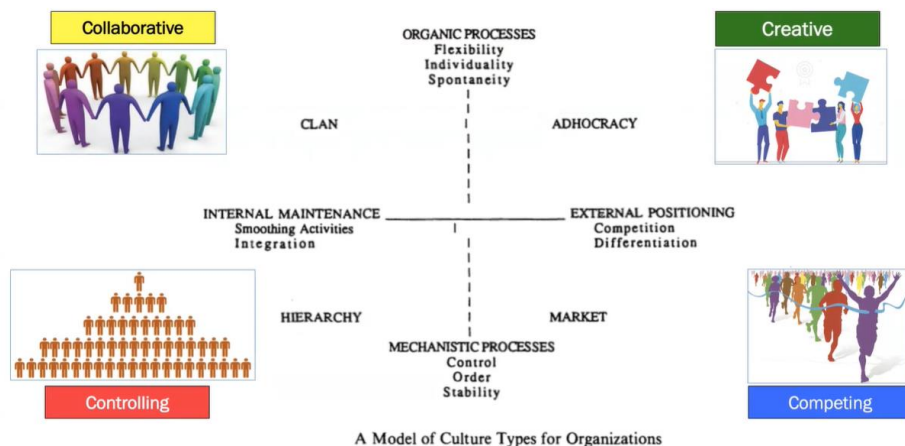 Collaborative
Creative
ORGANIC PROCESSES
Flexibility
Individuality
Spontaneity
CLAN
ADHOCRACY
INTERNAL MAINTENANCE
Smoothing Activities
Integration
EXTERNAL POSITIONING
Competition
Differentiation
HIERARCHY
MARKET
MECHANISTIC PROCESSES
Control
Order
Stability
Controlling
Competing
A Model of Culture Types for Organizations